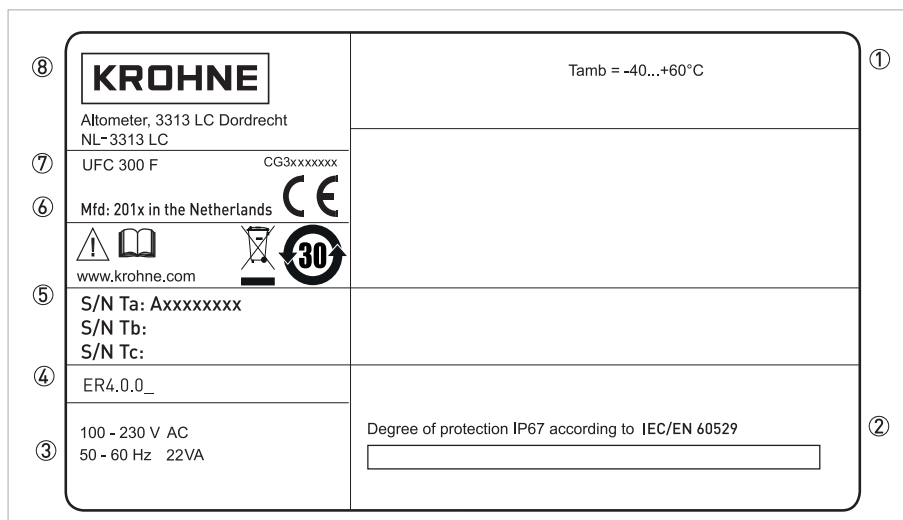 ⑧
KROHNE
Altometer, 3313 LC Dordrecht
NL-3313 LC
⑦
UFC 300 F CG3xxxxxxx
CE
⑥
Mfd: 201x in the Netherlands
30
www.krohne.com
⑤
S/N Ta: Axxxxxxxx
S/N Tb:
S/N Tc:
④
ER4.0.0_
③
100 - 230 V AC
50 - 60 Hz 22VA
Tamb = -40...+60°C
①
Degree of protection IP67 according to IEC/EN 60529
②